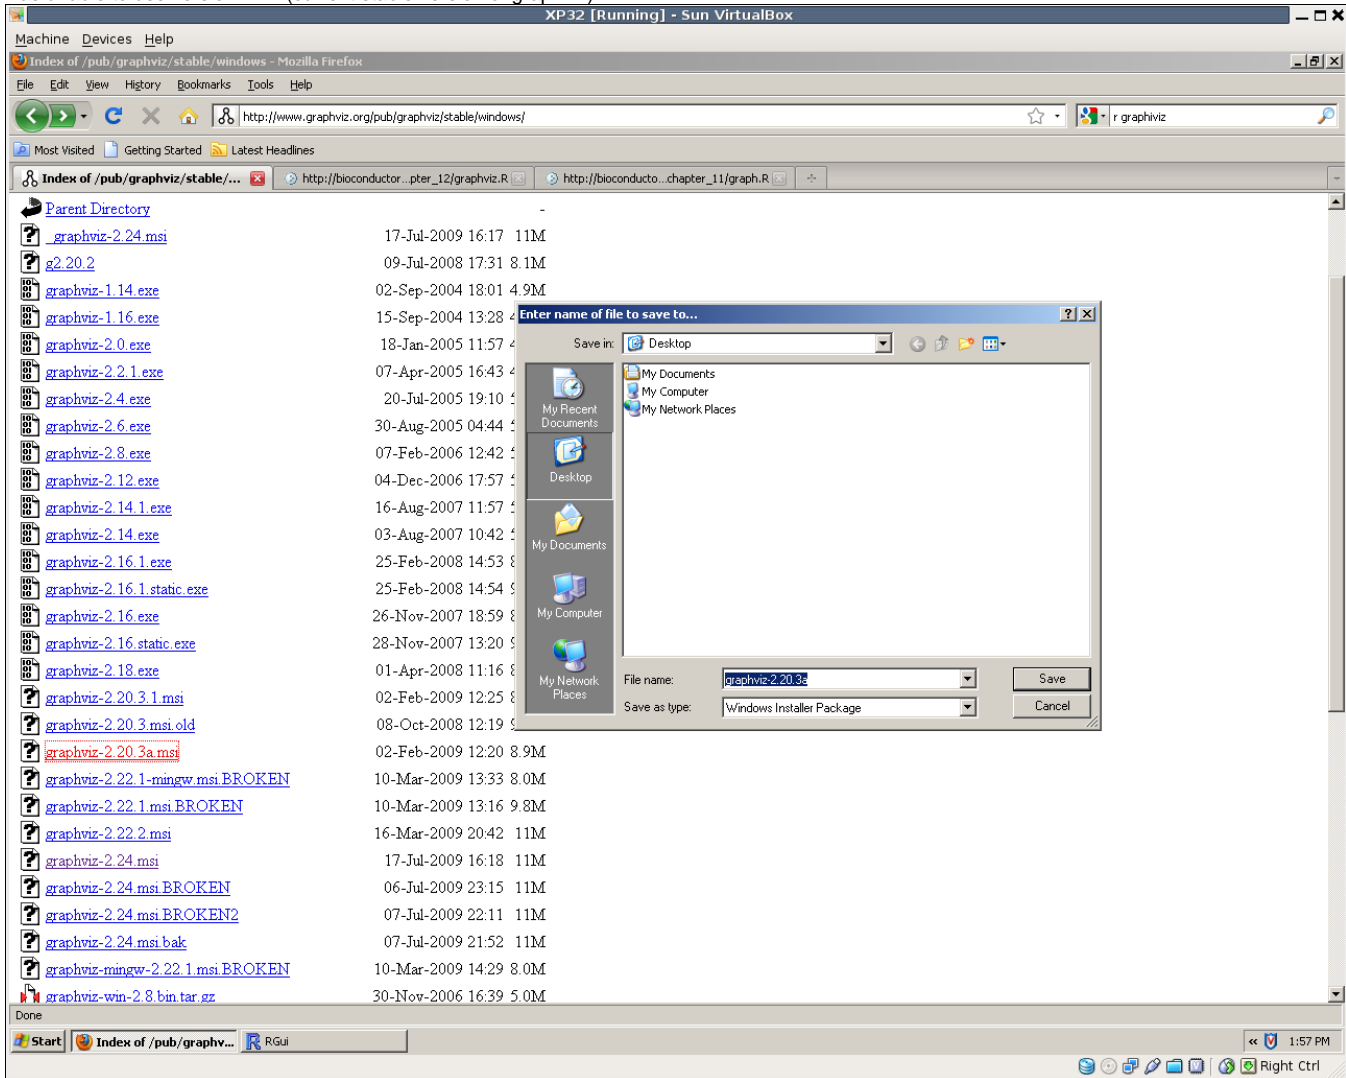 XP32 [Running] - Sun VirtualBox
Machine Devices Help
Index of /pub/graphviz/stable/windows - Mozilla Firefox
File Edit View History Bookmarks Tools Help
http://www.graphviz.org/pub/graphviz/stable/windows/
r graphiviz
Most Visited Getting Started Latest Headlines
Index of /pub/graphviz/stable/... http://bioconductor...pter_12/graphviz.R http://bioconducto...chapter_11/graph.R
Parent Directory -
_graphviz-2.24.msi 17-Jul-2009 16:17 11M
g2.20.2 09-Jul-2008 17:31 8.1M
graphviz-1.14.exe 02-Sep-2004 18:01 4.9M
graphviz-1.16.exe 15-Sep-2004 13:28
graphviz-2.0.exe 18-Jan-2005 11:57
graphviz-2.2.1.exe 07-Apr-2005 16:43
graphviz-2.4.exe 20-Jul-2005 19:10
graphviz-2.6.exe 30-Aug-2005 04:44
graphviz-2.8.exe 07-Feb-2006 12:42
graphviz-2.12.exe 04-Dec-2006 17:57
graphviz-2.14.1.exe 16-Aug-2007 11:57
graphviz-2.14.exe 03-Aug-2007 10:42
graphviz-2.16.1.exe 25-Feb-2008 14:53
graphviz-2.16.1.static.exe 25-Feb-2008 14:54
graphviz-2.16.exe 26-Nov-2007 18:59
graphviz-2.16.static.exe 28-Nov-2007 13:20
graphviz-2.18.exe 01-Apr-2008 11:16
graphviz-2.20.3.1.msi 02-Feb-2009 12:25
graphviz-2.20.3.msi.old 08-Oct-2008 12:19
graphviz-2.20.3a.msi 02-Feb-2009 12:20 8.9M
graphviz-2.22.1-mingw.msi.BROKEN 10-Mar-2009 13:33 8.0M
graphviz-2.22.1.msi.BROKEN 10-Mar-2009 13:16 9.8M
graphviz-2.22.2.msi 16-Mar-2009 20:42 11M
graphviz-2.24.msi 17-Jul-2009 16:18 11M
graphviz-2.24.msi.BROKEN 06-Jul-2009 23:15 11M
graphviz-2.24.msi.BROKEN2 07-Jul-2009 22:11 11M
graphviz-2.24.msi.bak 07-Jul-2009 21:52 11M
graphviz-mingw-2.22.1.msi.BROKEN 10-Mar-2009 14:29 8.0M
graphviz-win-2.8.bin.tar.gz 30-Nov-2006 16:39 5.0M
Enter name of file to save to...
Save in: Desktop
My Documents
My Computer
My Network Places
My Recent
Documents
Desktop
My Documents
My Computer
My Network
Places
File name: graphviz-2.20.3a Save
Save as type: Windows Installer Package Cancel
Done
Start Index of /pub/graphv... RGui 1:57 PM
Right Ctrl